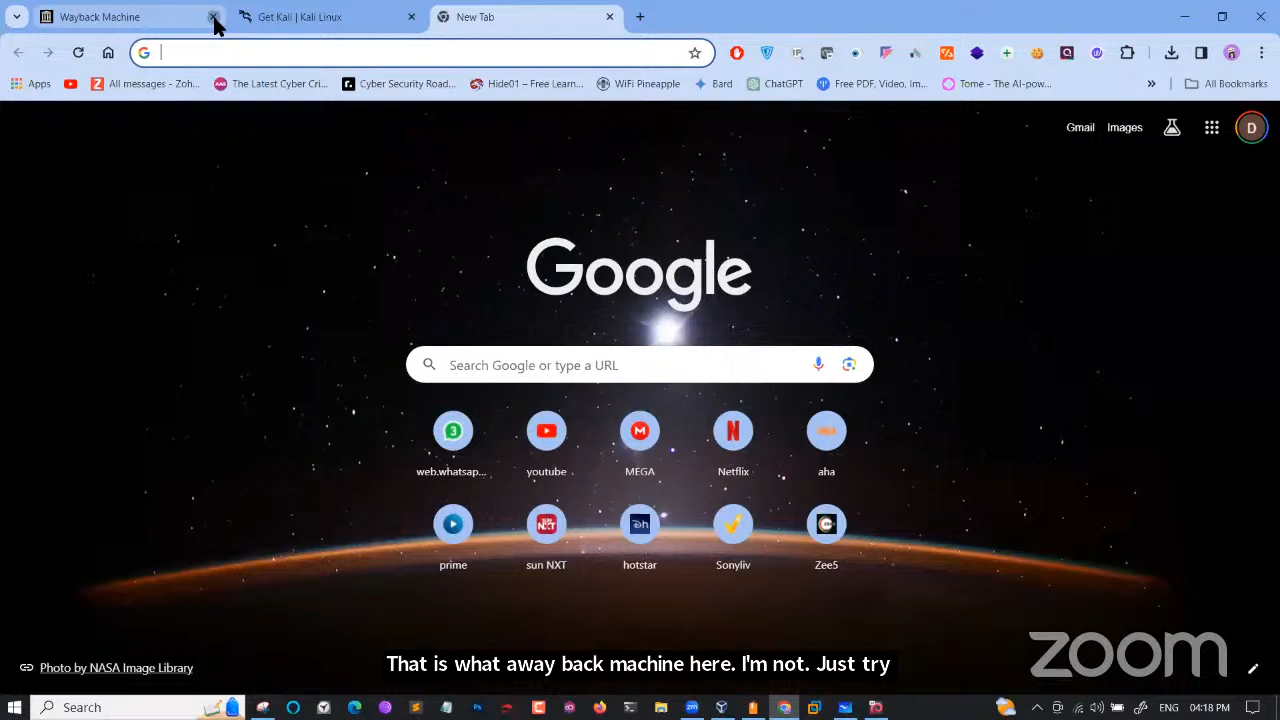 Wayback Machine
Get Kali | Kali Linux
New Tab
Apps
All messages - Zoh...
The Latest Cyber Cri...
Cyber Security Road...
Hide01 – Free Learn...
WiFi Pineapple
Bard
ChatGPT
Free PDF, Video, Im...
Tome - The AI-pow...
»
All Bookmarks
Gmail
Images
D
Google
Search Google or type a URL
3
web.whatsap...
youtube
MEGA
Netflix
aha
prime
sun NXT
hotstar
Sonyliv
Zee5
Photo by NASA Image Library
That is what away back machine here. I'm not. Just try
zoom
Search
ENG
04:18 PM